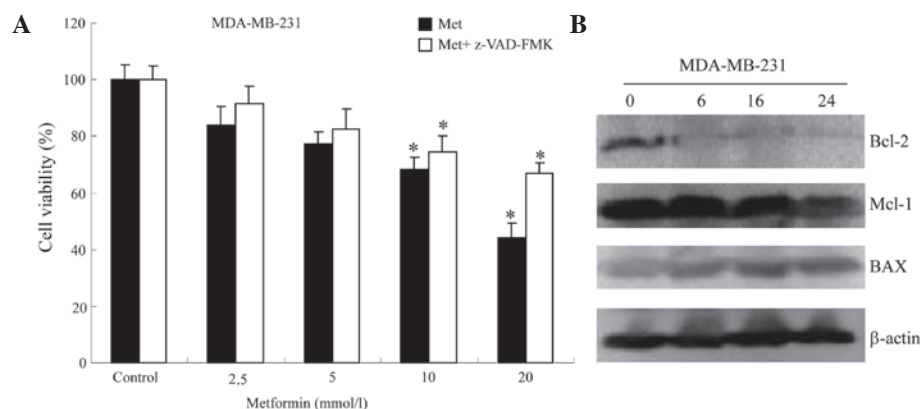 A
MDA-MB-231
Met
Met+ z-VAD-FMK
120
100
80
60
40
20
0
Cell viability (%)
* * * *
Control 2.5 5 10 20
Metformin (mmol/l)
B
MDA-MB-231
0 6 16 24
Bcl-2
Mcl-1
BAX
β-actin